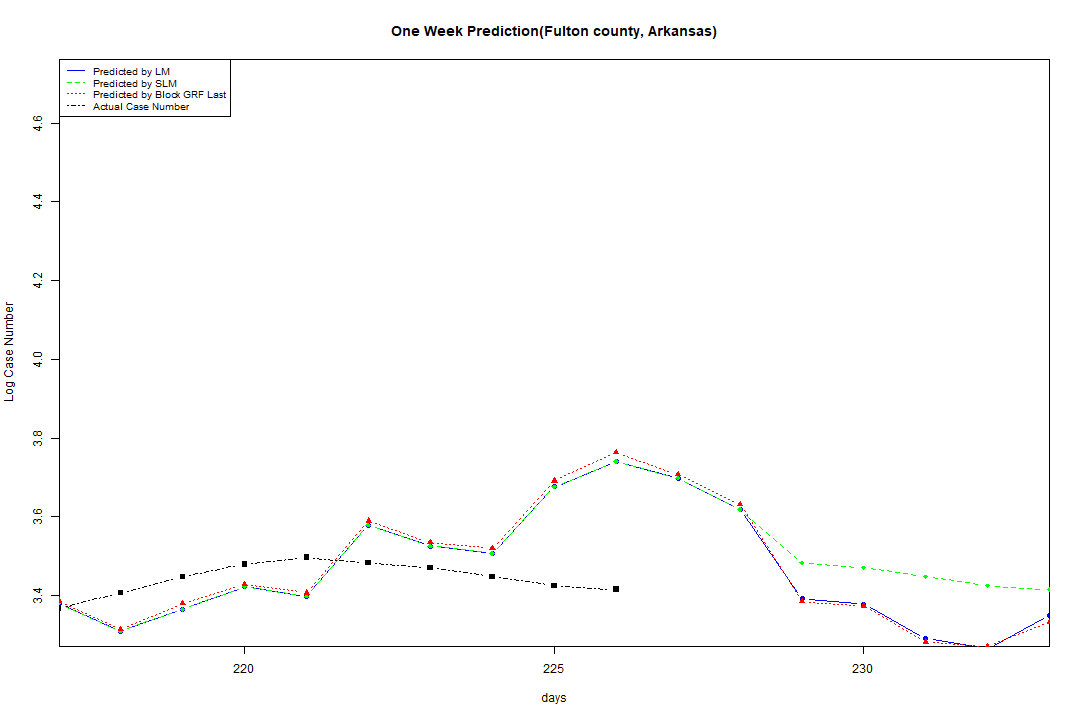 One Week Prediction(Fulton county, Arkansas)
Predicted by LM
Predicted by SLM
Predicted by Block GRF Last
Actual Case Number
4.6
4.4
4.2
4.0
3.8
3.6
3.4
Log Case Number
220
225
230
days